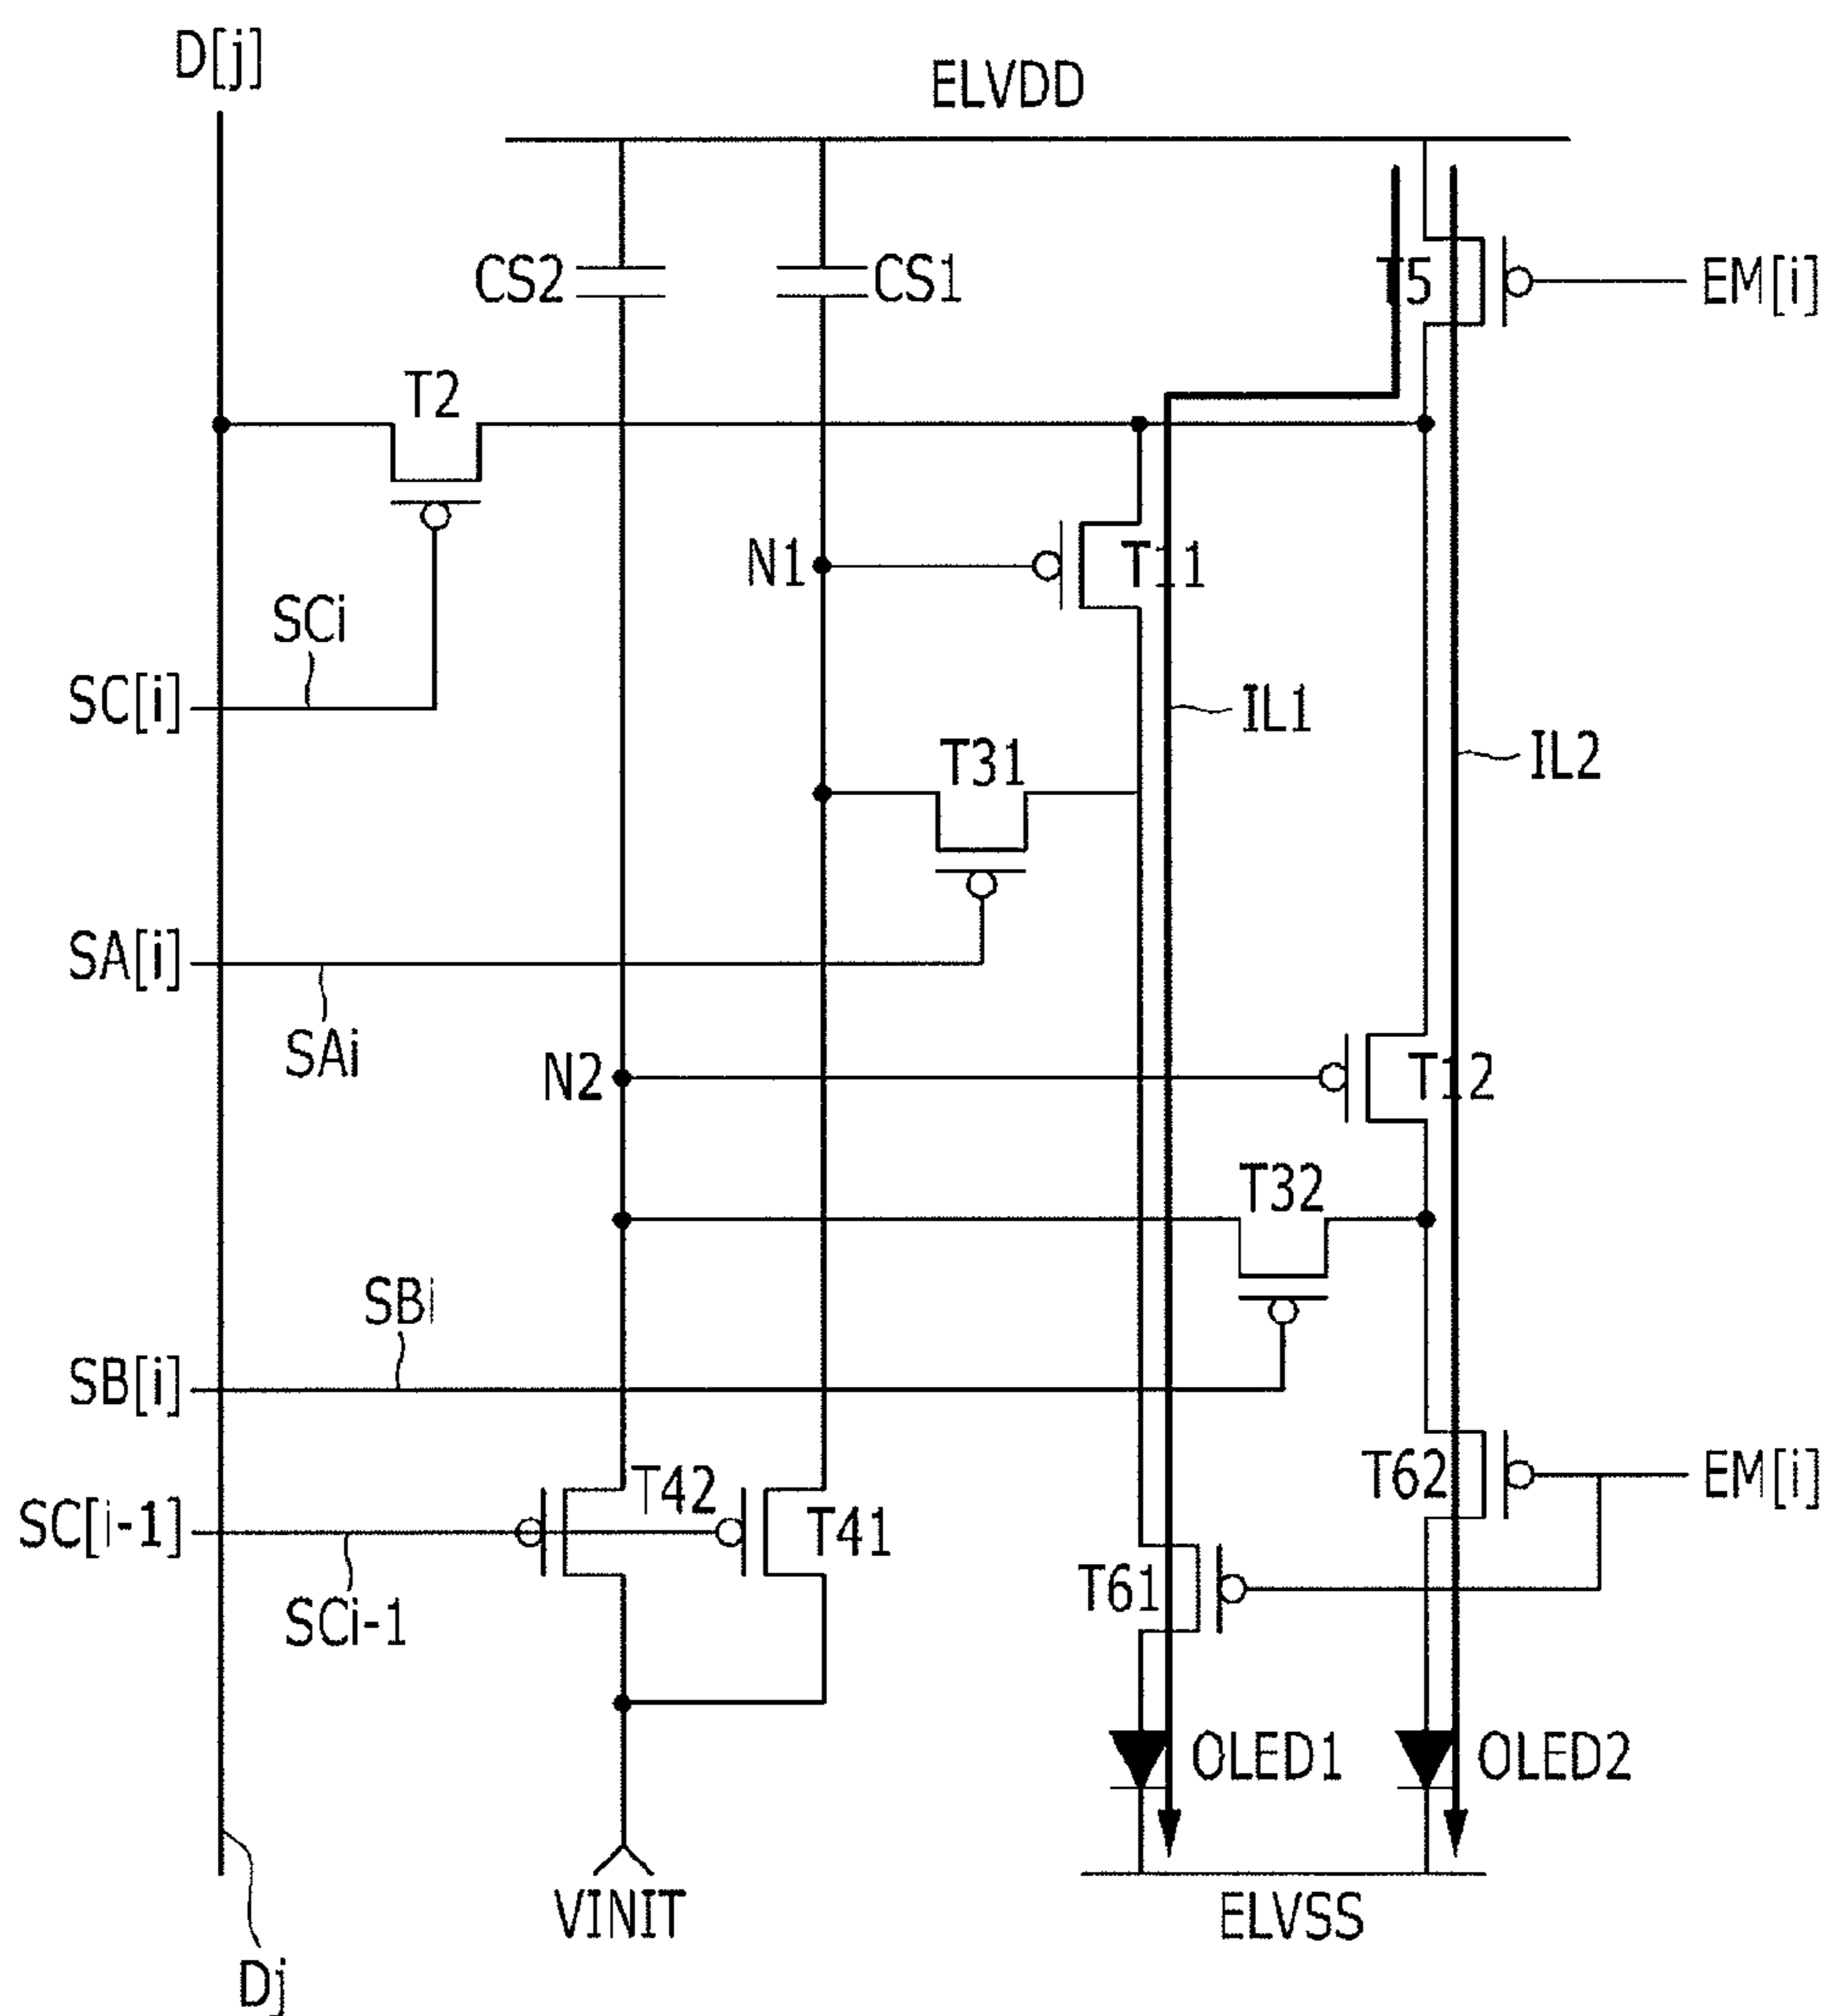 D[j]
ELVDD
CS2
CS1
T5
EM[i]
T2
N1
T11
SCi
SC[i]
IL1
IL2
T31
SA[i]
SAi
N2
T12
T32
SBi
SB[i]
T42
T62
EM[i]
SC[i-1]
T41
T61
SCi-1
OLED1
OLED2
VINIT
ELVSS
Dj